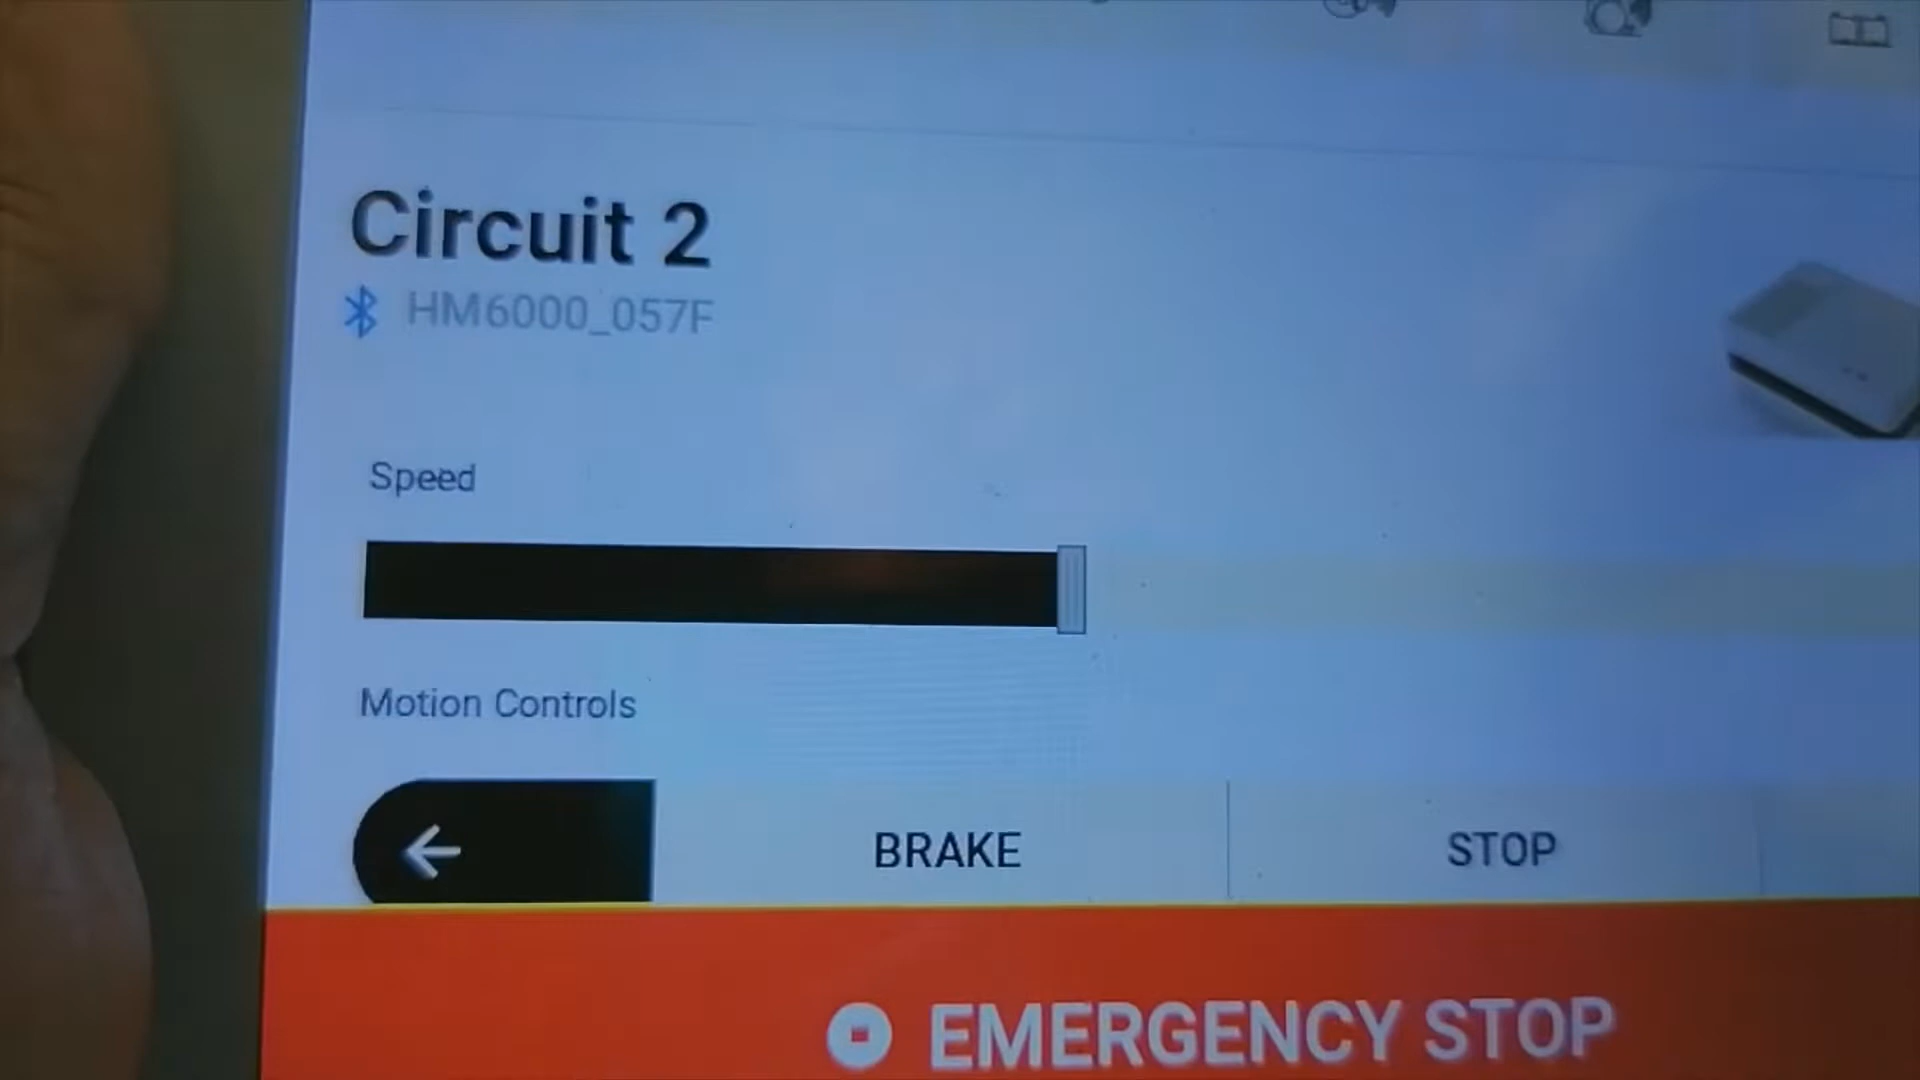 Circuit 2
HM6000_057F
Speed
Motion Controls
BRAKE
STOP
EMERGENCY STOP